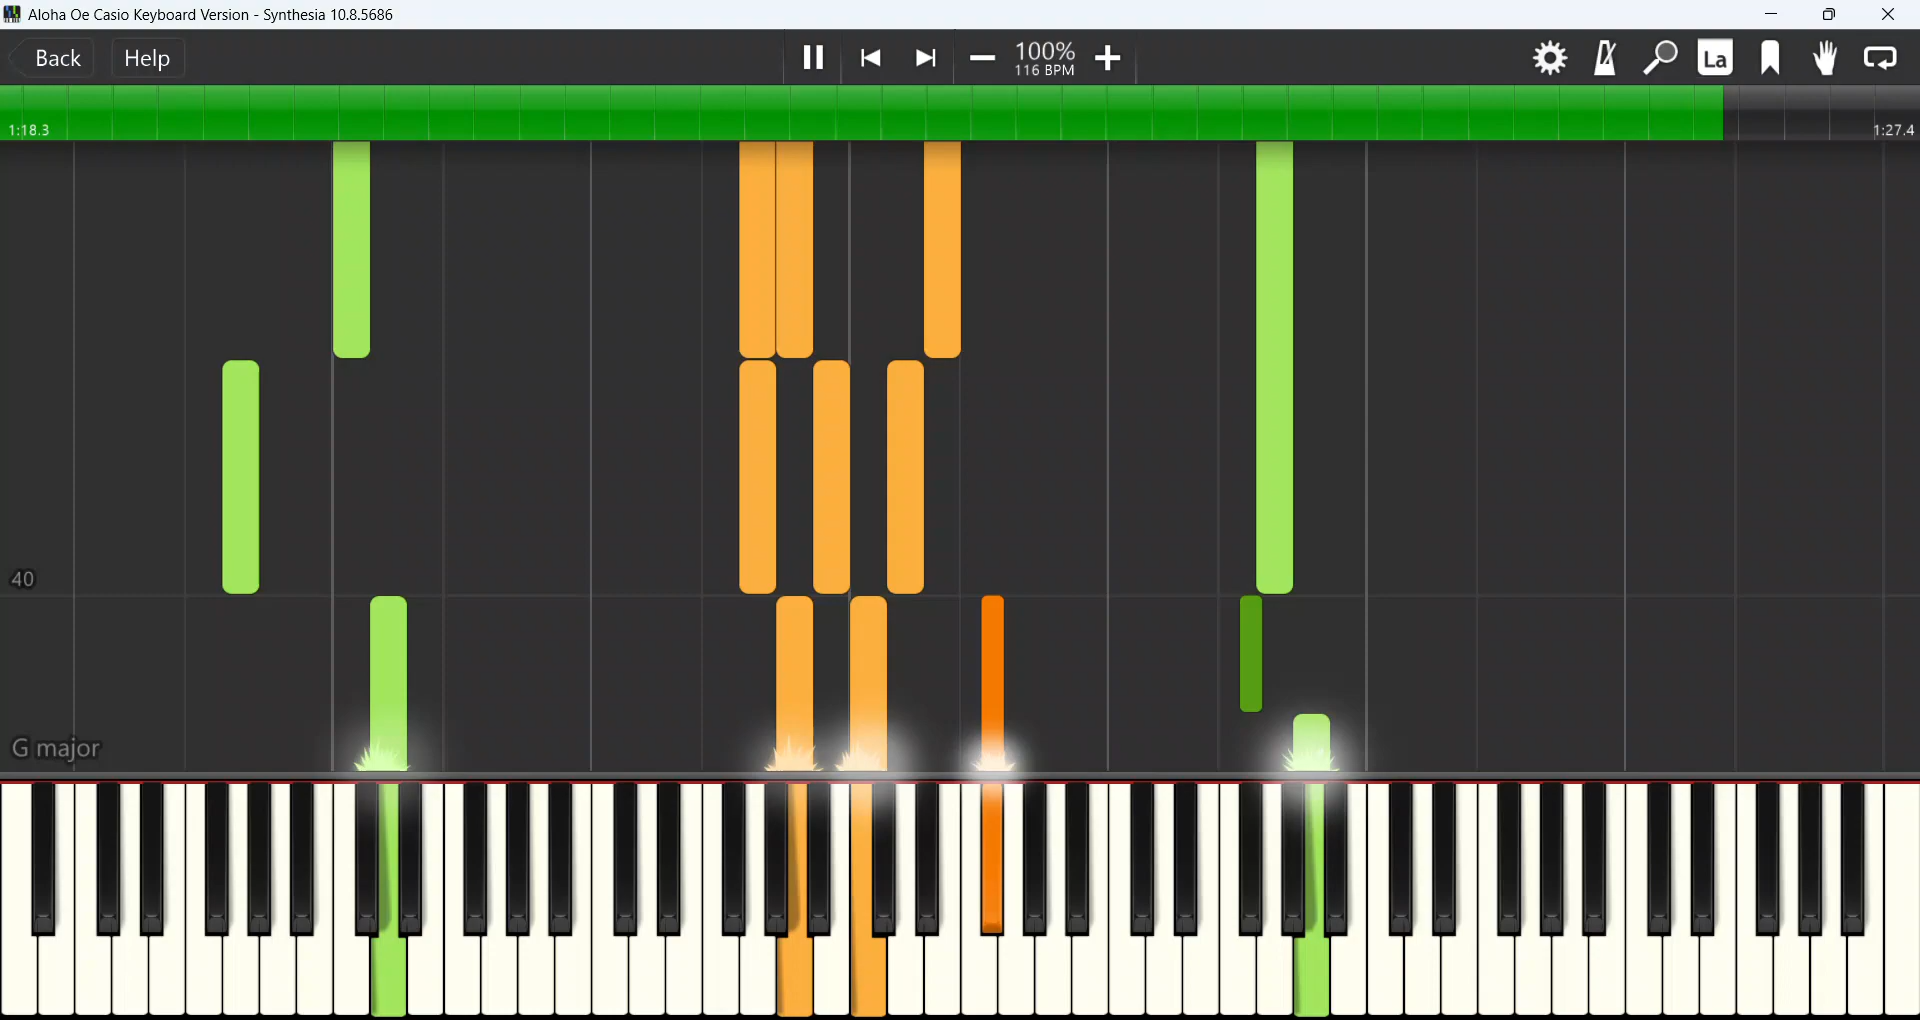 Aloha Oe Casio Keyboard Version - Synthesia 10.8.5686
Back
Help
100%
116 BPM
La
1:18.3
1:27.4
40
G major